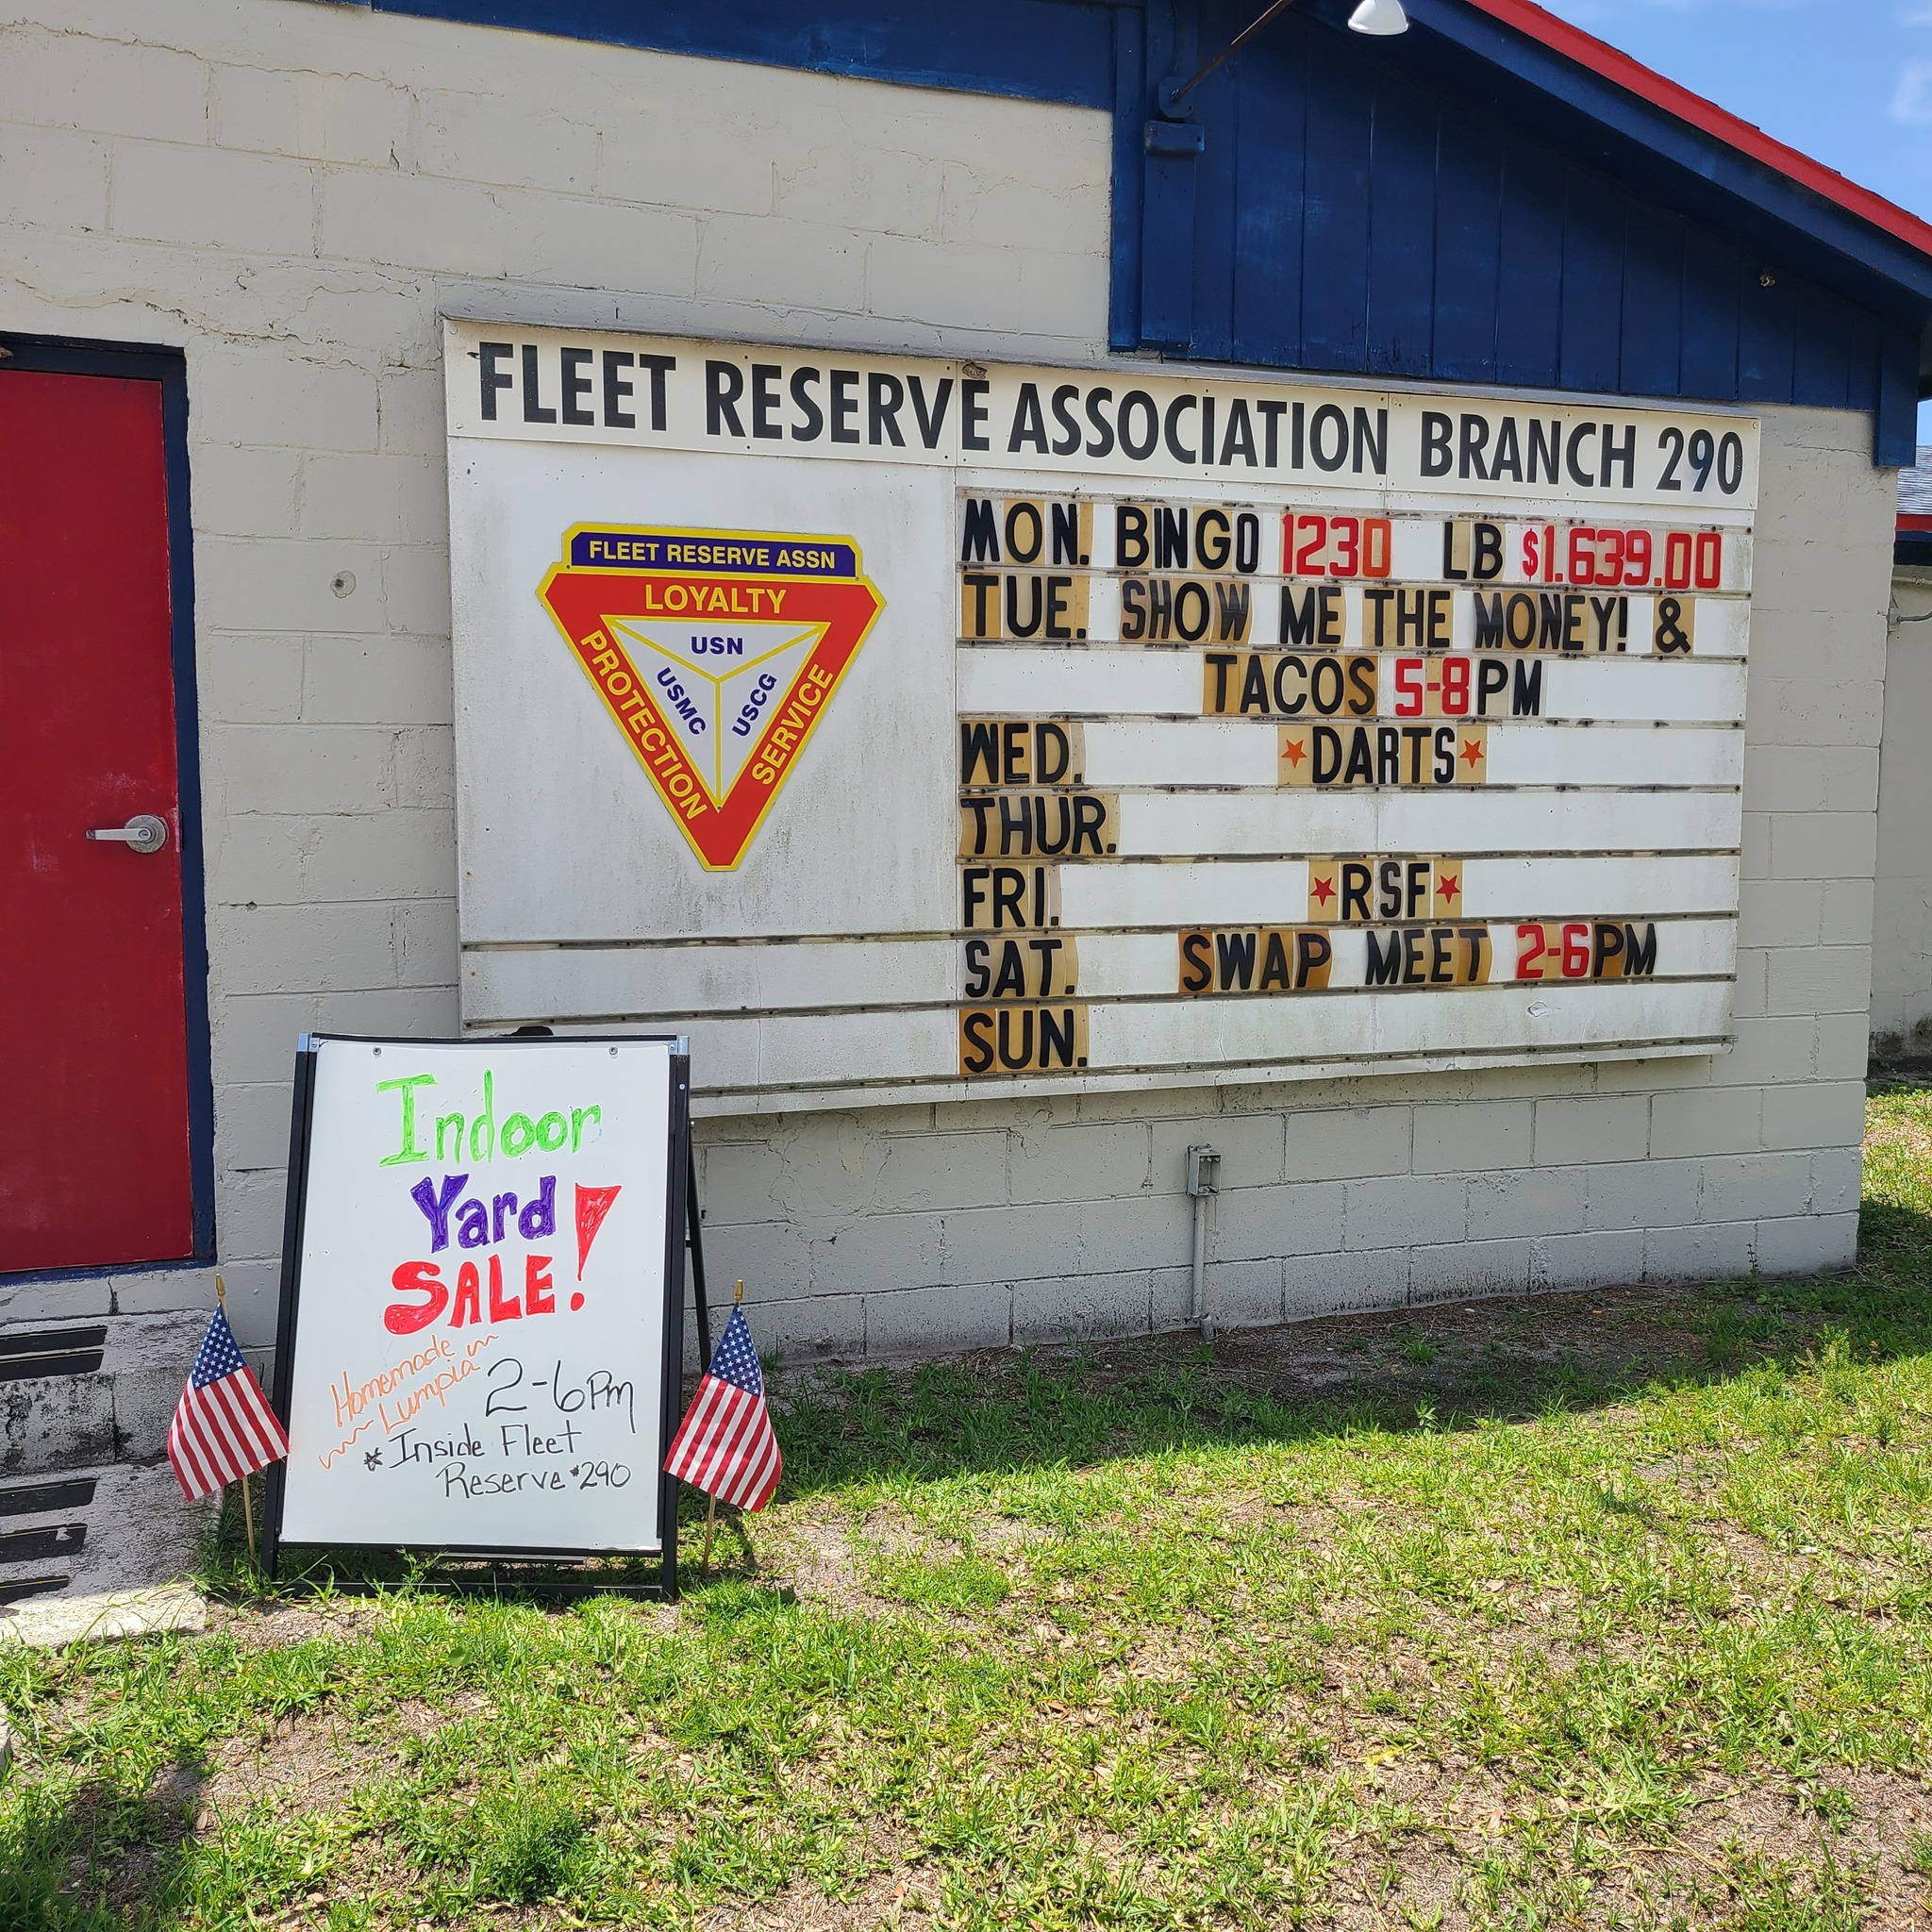 FLEET RESERVE ASSOCIATION BRANCH 290
FLEET RESERVE ASSN
LOYALTY
PROTECTION
SERVICE
USN
USMC
USCG
MON. BINGO 1230 LB $1.639.00
TUE. SHOW ME THE MONEY! &
TACOS 5-8PM
WED. ★DARTS★
THUR.
FRI. ★RSF★
SAT. SWAP MEET 2-6PM
SUN.
Indoor
Yard
SALE!
Homemade
Lumpia
2-6pm
* Inside Fleet
Reserve #290